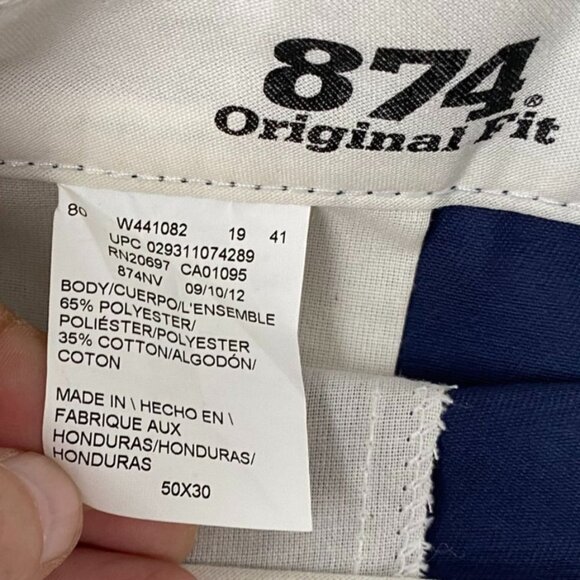 874®
Original Fit
80 W441082 19 41
UPC 029311074289
RN20697 CA01095
874NV 09/10/12
BODY/CUERPO/L'ENSEMBLE
65% POLYESTER/
POLIÉSTER/POLYESTER
35% COTTON/ALGODÓN/
COTON
MADE IN \ HECHO EN \
FABRIQUE AUX
HONDURAS/HONDURAS/
HONDURAS
50X30